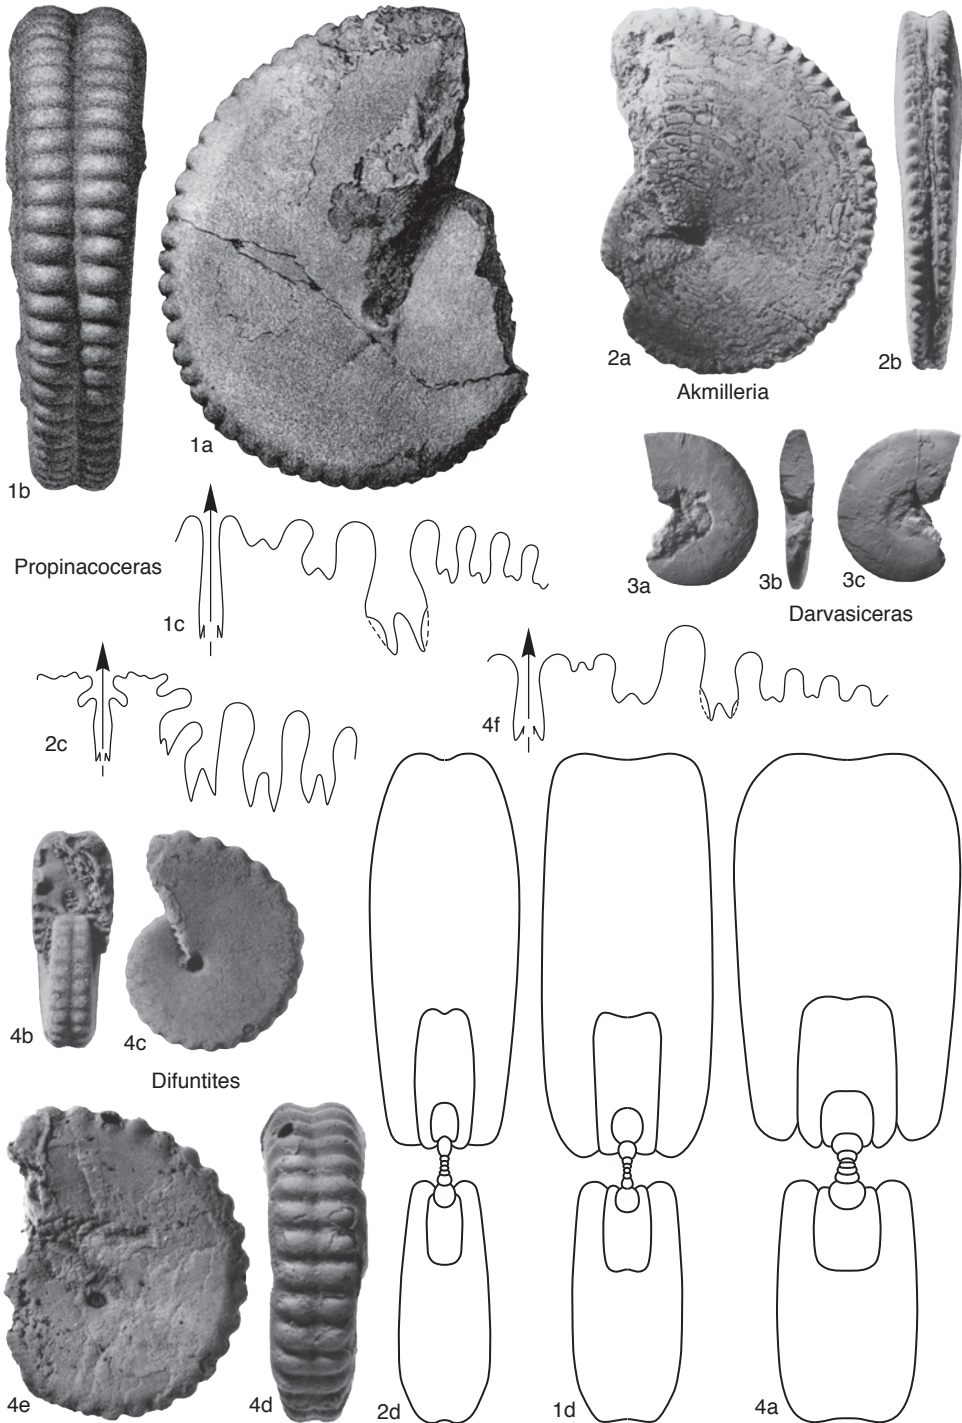 2a
Akmilleria
2b
1a
1b
Propinacoceras
1c
3a
3b
3c
Darvasiceras
2c
4f
4b
4c
Difuntites
4e
4d
2d
1d
4a